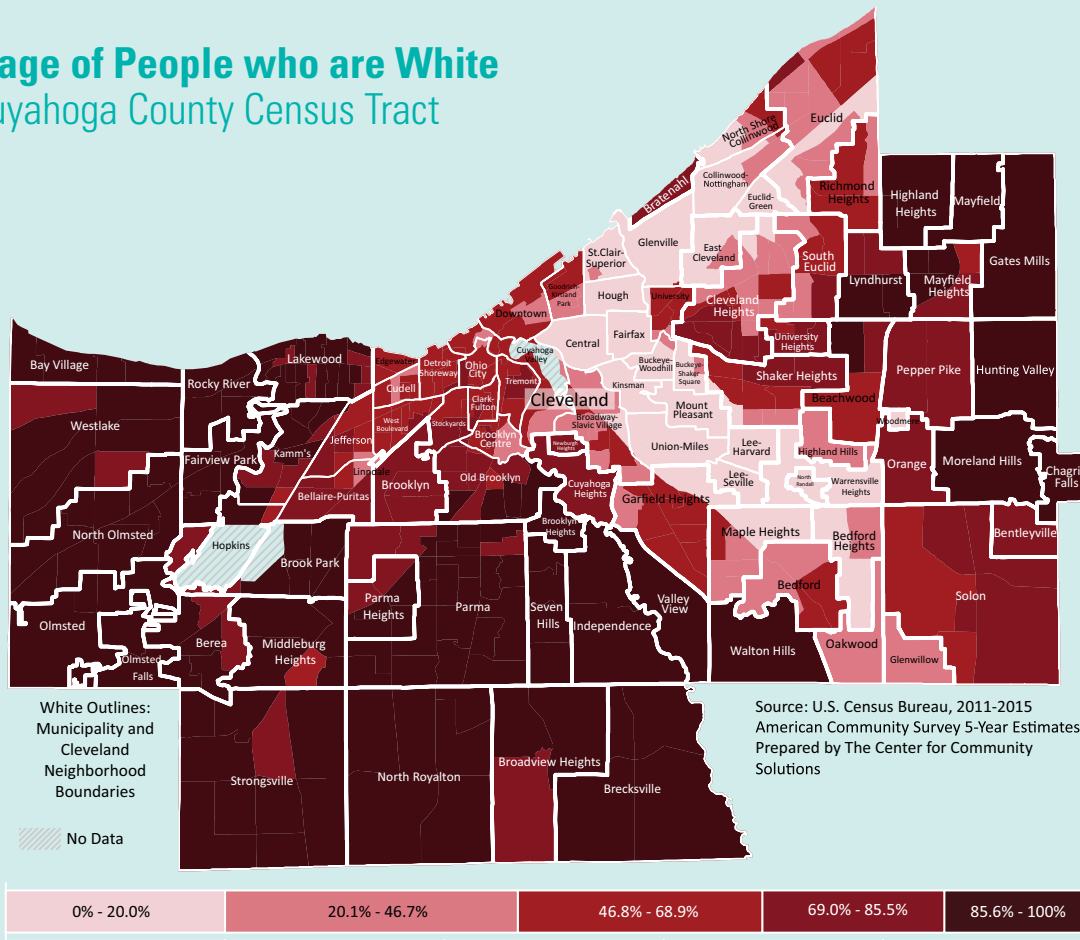 age of People who are White
uyahoga County Census Tract
Euclid
North Shore
Collinwood
Collinwood-
Nottingham
Euclid-
Green
Bratenahl
Richmond
Heights
Highland
Heights
Mayfield
Gates Mills
Glenville
East
Cleveland
St.Clair-
Superior
South
Euclid
Lyndhurst
Mayfield
Heights
Goodrich-
Kirtland
Park
Hough
University
Cleveland
Heights
Downtown
Fairfax
Central
Cuyahoga
Valley
University
Heights
Bay Village
Rocky River
Lakewood
Edgewater
Detroit
Shoreway
Ohio
City
Cudell
Tremont
Buckeye-
Woodhill
Buckeye-
Shaker
Square
Kinsman
Shaker Heights
Pepper Pike
Hunting Valley
Beachwood
Clark-
Fulton
Cleveland
Mount
Pleasant
Woodmere
Westlake
West
Boulevard
Stockyards
Broadway-
Slavic Village
Jefferson
Brooklyn
Centre
Newburgh
Heights
Union-Miles
Lee-
Harvard
Highland Hills
Fairview Park
Kamm's
Linndale
Orange
Moreland Hills
Chagrin
Falls
Bellaire-Puritas
Brooklyn
Old Brooklyn
Cuyahoga
Heights
Garfield Heights
Lee-
Seville
North
Randall
Warrensville
Heights
North Olmsted
Hopkins
Brook Park
Brooklyn
Heights
Maple Heights
Bedford
Heights
Bentleyville
Olmsted
Parma
Heights
Parma
Seven
Hills
Independence
Valley
View
Bedford
Solon
Berea
Middleburg
Heights
Olmsted
Falls
Walton Hills
Oakwood
Glenwillow
White Outlines:
Municipality and
Cleveland
Neighborhood
Boundaries
Source: U.S. Census Bureau, 2011-2015
American Community Survey 5-Year Estimates
Prepared by The Center for Community
Solutions
Strongsville
North Royalton
Broadview Heights
Brecksville
No Data
0% - 20.0%
20.1% - 46.7%
46.8% - 68.9%
69.0% - 85.5%
85.6% - 100%